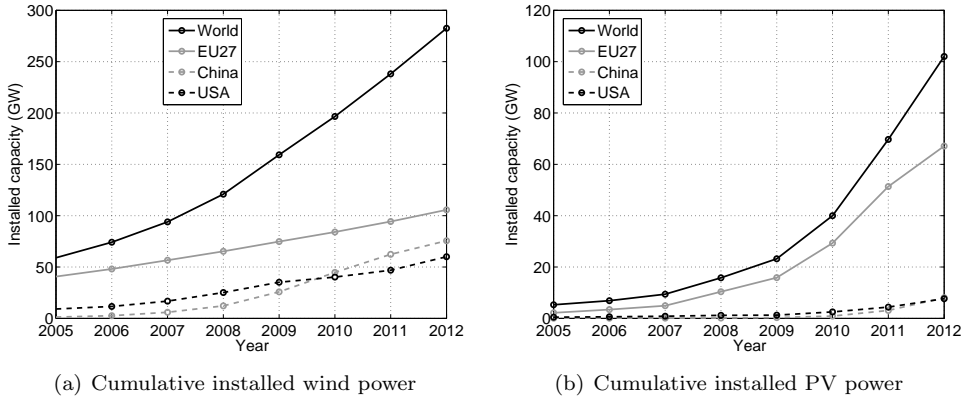 300
250
200
150
100
50
0
Installed capacity (GW)
World
EU27
China
USA
2005 2006 2007 2008 2009 2010 2011 2012
Year
(a) Cumulative installed wind power
120
100
80
60
40
20
0
Installed capacity (GW)
World
EU27
China
USA
2005 2006 2007 2008 2009 2010 2011 2012
Year
(b) Cumulative installed PV power